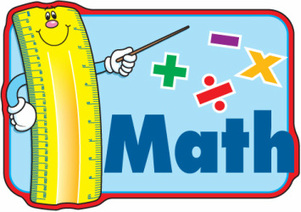 + − × ÷
Math